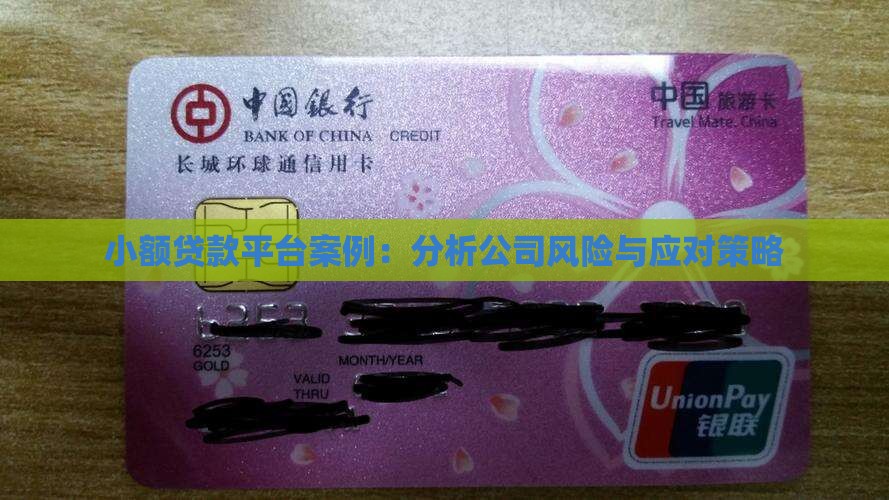 中国銀行
BANK OF CHINA CREDIT
长城环球通信用卡
中国 旅游卡
Travel Mate. China
小额贷款平台案例：分析公司风险与应对策略
6253
6253
GOLD
MONTH/YEAR
VALID
THRU
UnionPay
银联